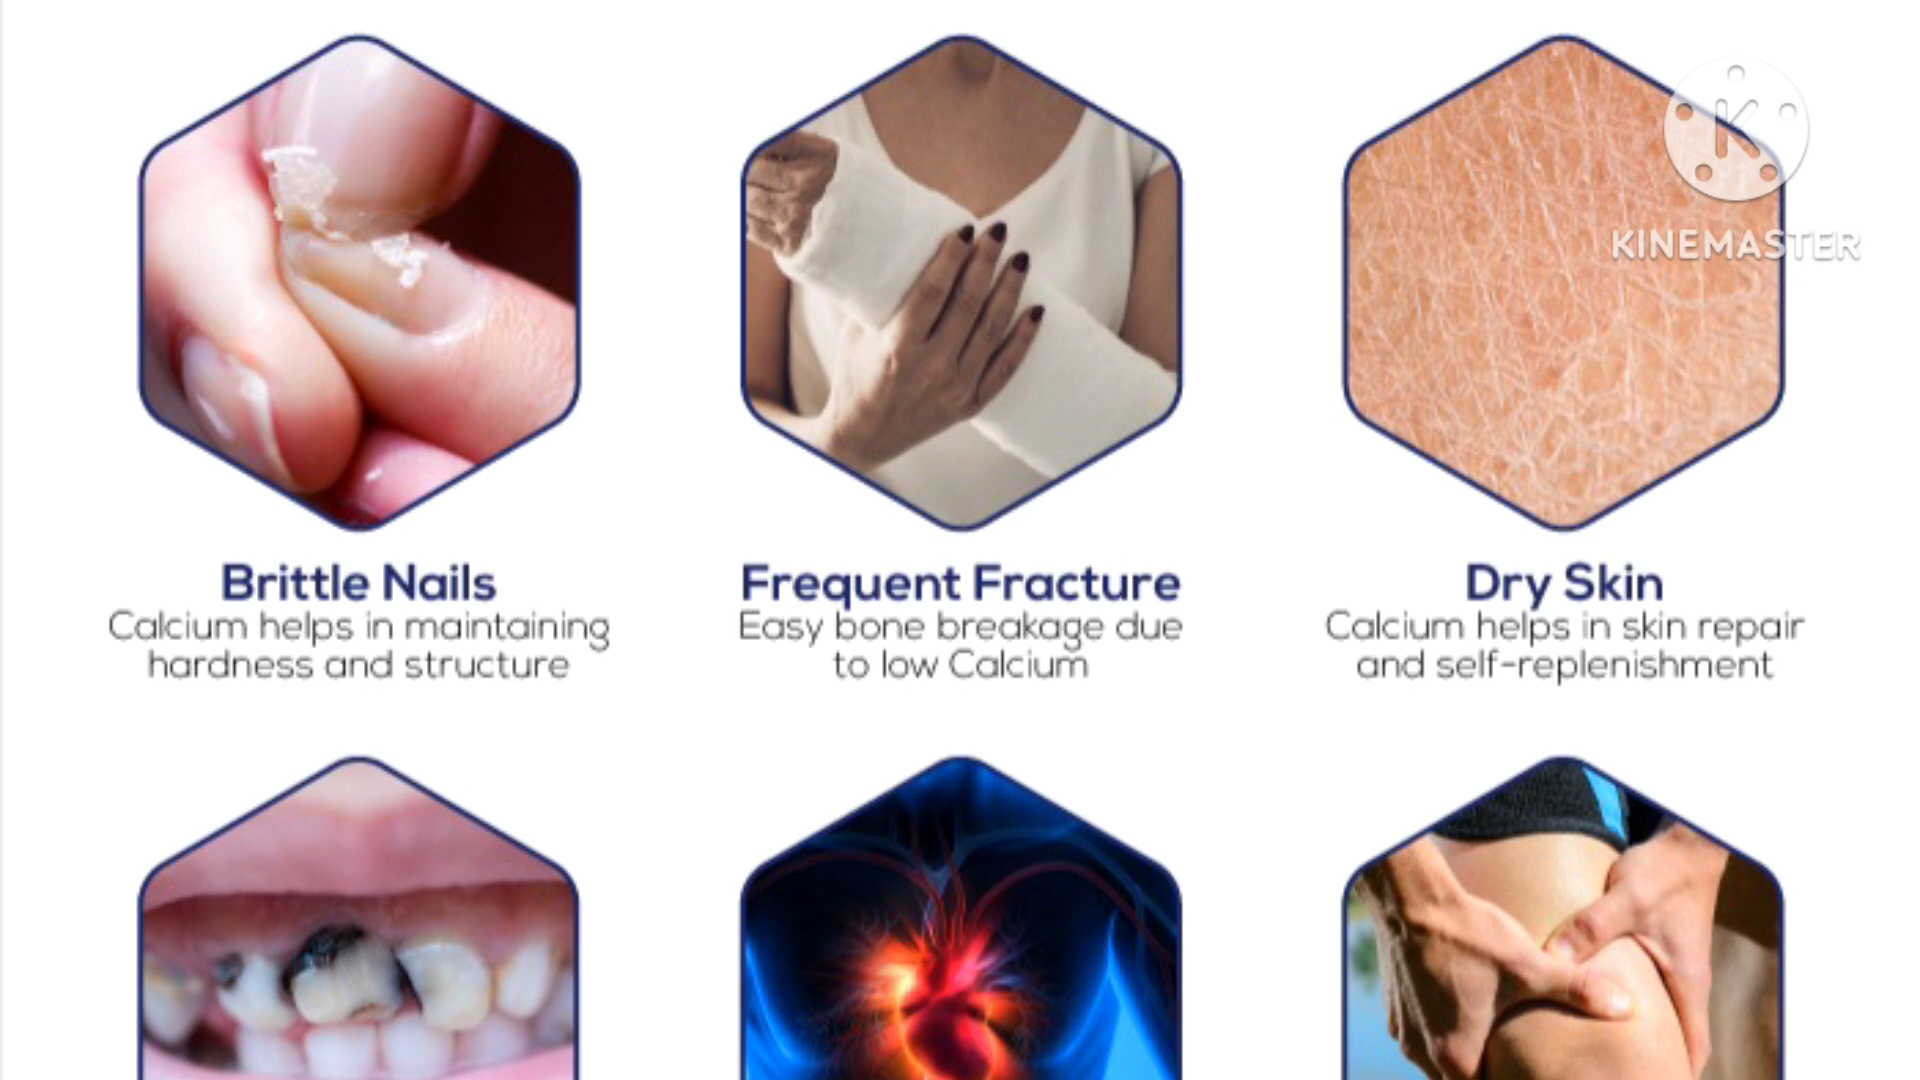 K
KINEMASTER
Brittle Nails
Calcium helps in maintaining
hardness and structure
Frequent Fracture
Easy bone breakage due
to low Calcium
Dry Skin
Calcium helps in skin repair
and self-replenishment